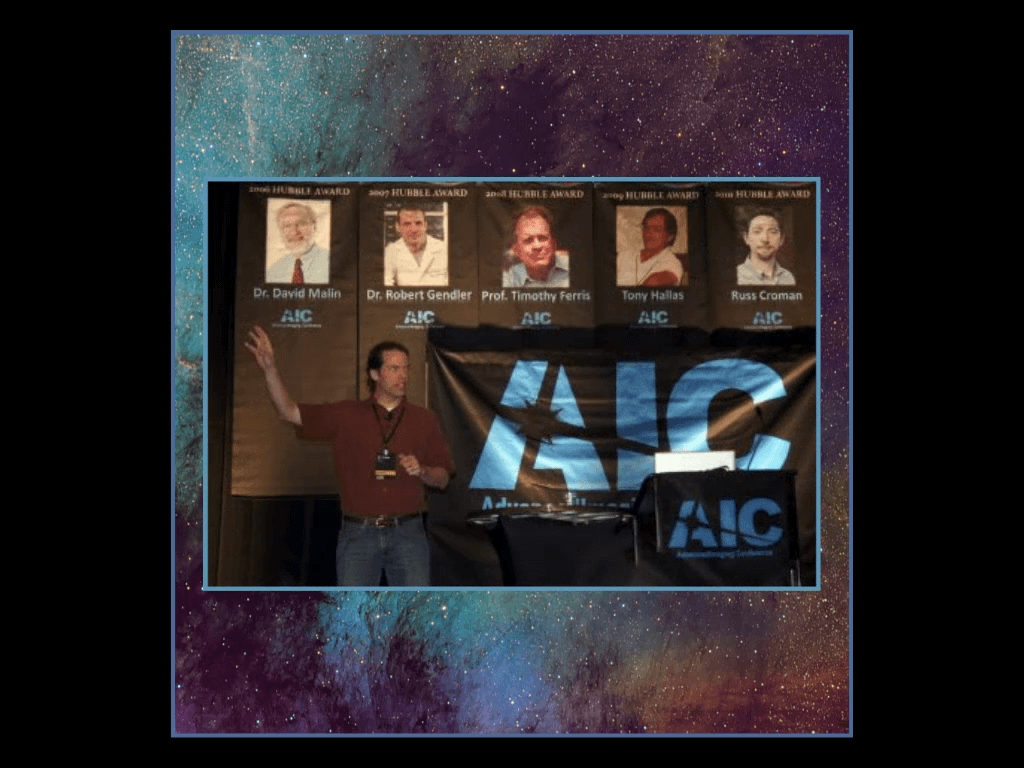 2006 HUBBLE AWARD
2007 HUBBLE AWARD
2008 HUBBLE AWARD
2009 HUBBLE AWARD
2010 HUBBLE AWARD
Dr. David Malin
Dr. Robert Gendler
Prof. Timothy Ferris
Tony Hallas
Russ Croman
AIC
AIC
AIC
AIC
AIC
AIC
AIC
Advanced Imaging Conference